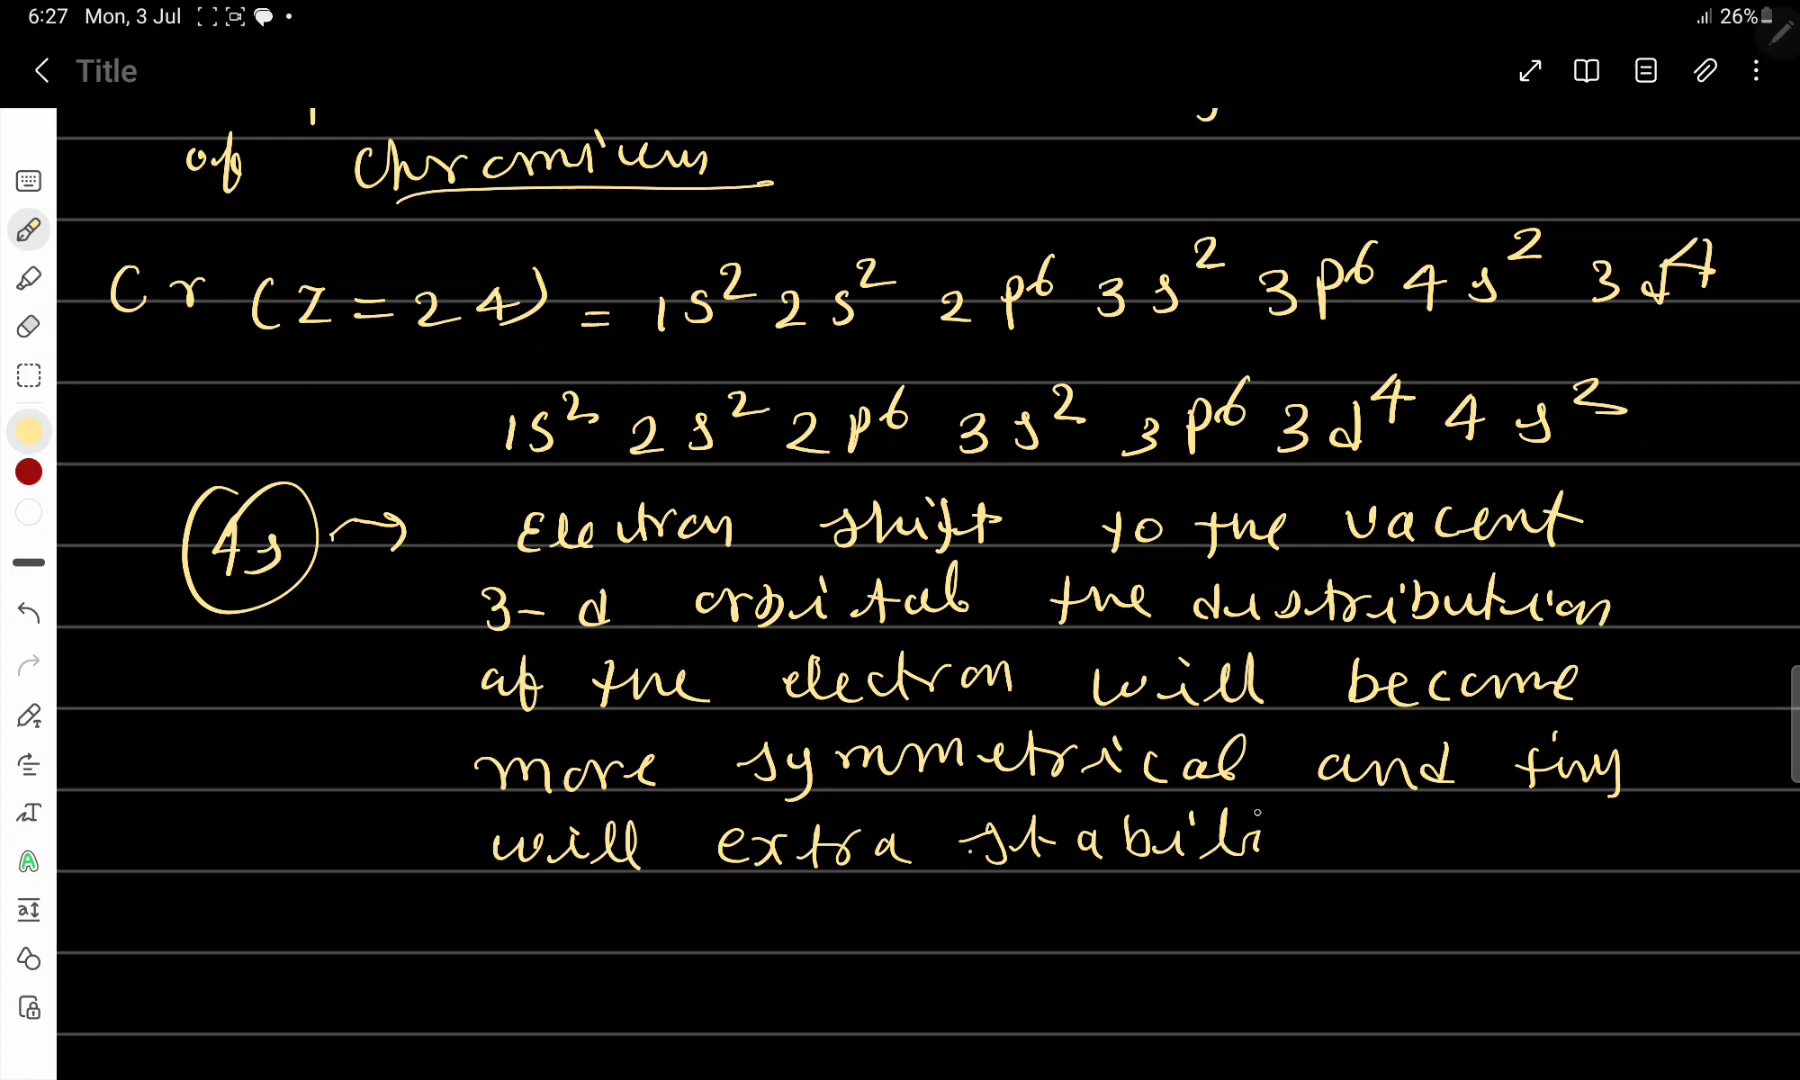 6:27 Mon, 3 Jul 26%
Title
of chromium
Cr (Z=24) = 1s² 2s² 2p⁶ 3s² 3p⁶ 4s² 3d⁴
1s² 2s² 2p⁶ 3s² 3p⁶ 3d⁴ 4s²
4s → Electron shift to the vacent
3-d orbital the distribution
of the electron will become
more symmetrical and
will extra stabili